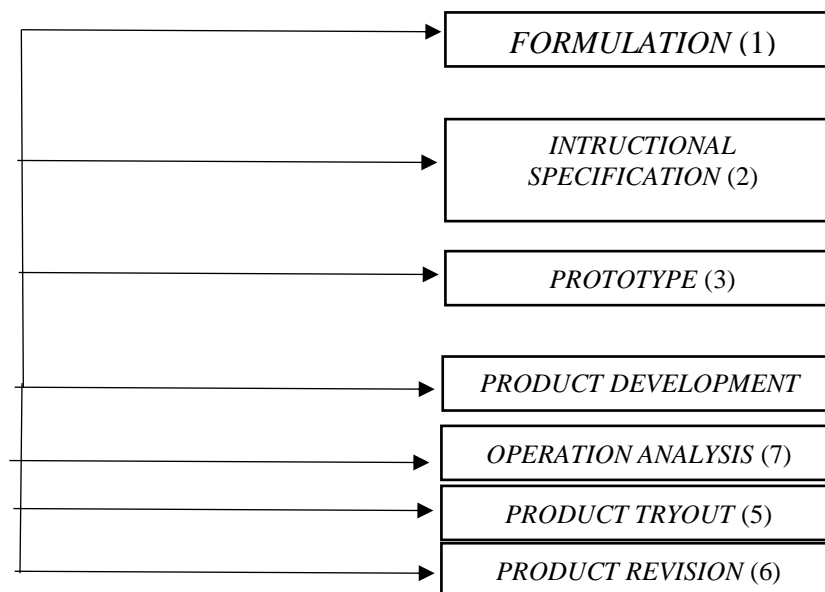 FORMULATION (1)
INTRUCTIONAL
SPECIFICATION (2)
PROTOTYPE (3)
PRODUCT DEVELOPMENT
OPERATION ANALYSIS (7)
PRODUCT TRYOUT (5)
PRODUCT REVISION (6)